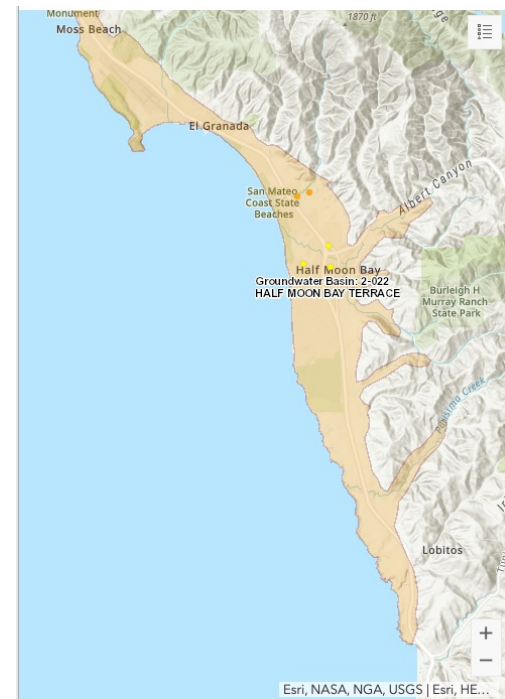 Monument
Moss Beach
1870 ft
El Granada
San Mateo
Coast State
Beaches
Albert Canyon
Half Moon Bay
Groundwater Basin: 2-022
HALF MOON BAY TERRACE
Burleigh H
Murray Ranch
State Park
Purisima Creek
Lobitos
+
−
Esri, NASA, NGA, USGS | Esri, HE...